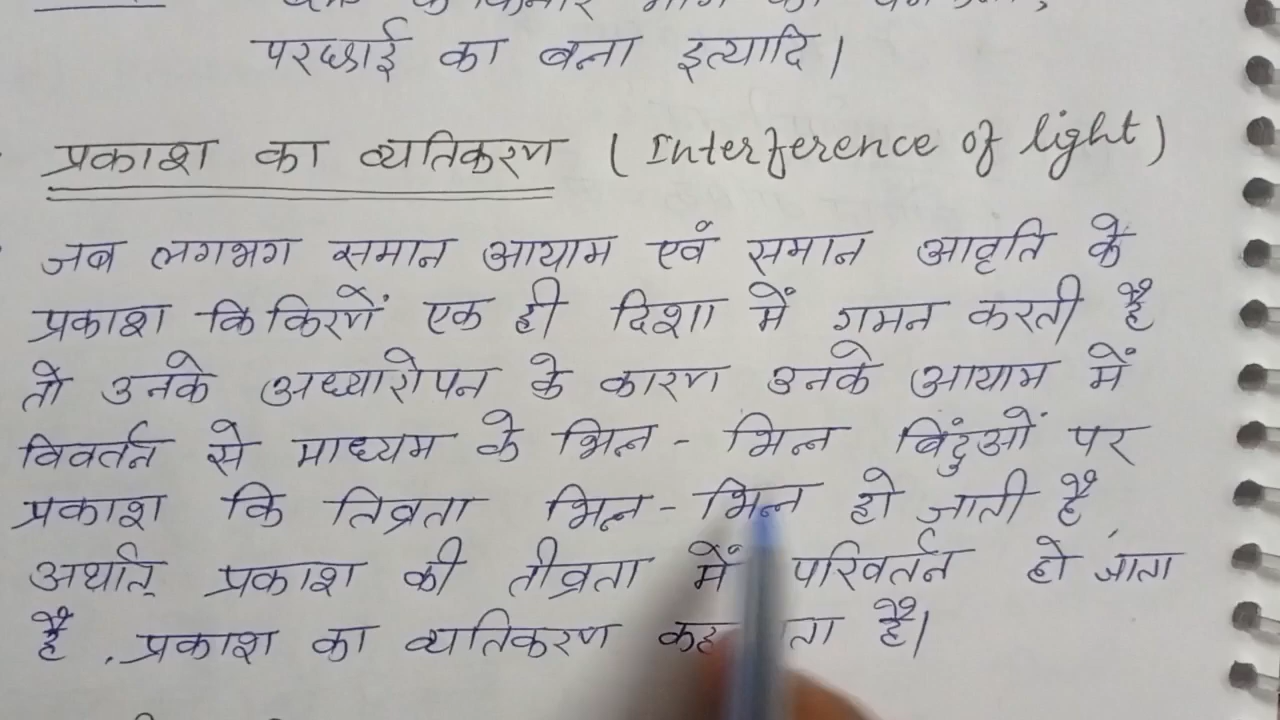 परछाई का बना इत्यादि।
प्रकाश का व्यतिकरण (Interference of light)
जब लगभग समान आयाम एवं समान आवृति के
प्रकाश कि किरणें एक ही दिशा में गमन करती है
तो उनके अध्यारोपन के कारण उनके आयाम में
विवर्तन से माध्यम के भिन्न - भिन्न बिंदुओं पर
प्रकाश कि तिव्रता भिन्न - भिन्न हो जाती है,
अर्थात् प्रकाश की तीव्रता में परिवर्तन हो जाता
है. प्रकाश का व्यतिकरण है।